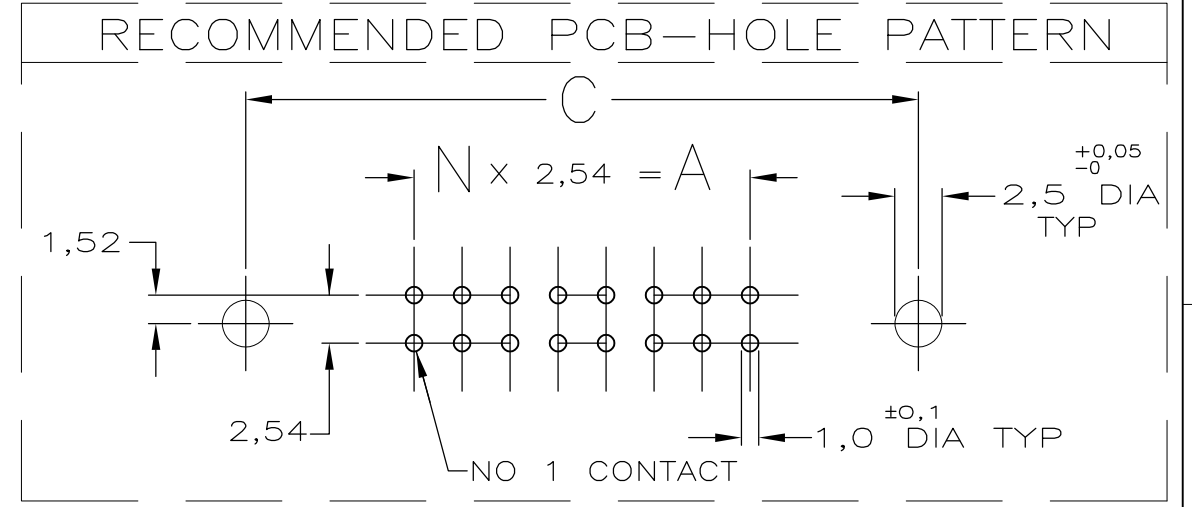 RECOMMENDED PCB-HOLE PATTERN
C
N x 2,54 = A
+0,05
-0
2,5 DIA
TYP
1,52
2,54
±0,1
1,0 DIA TYP
NO 1 CONTACT